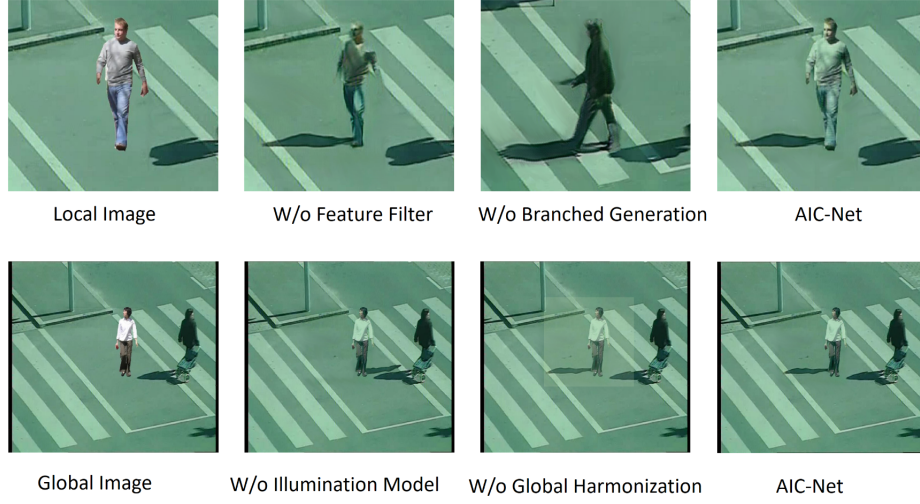 Local Image
W/o Feature Filter
W/o Branched Generation
AIC-Net
Global Image
W/o Illumination Model
W/o Global Harmonization
AIC-Net